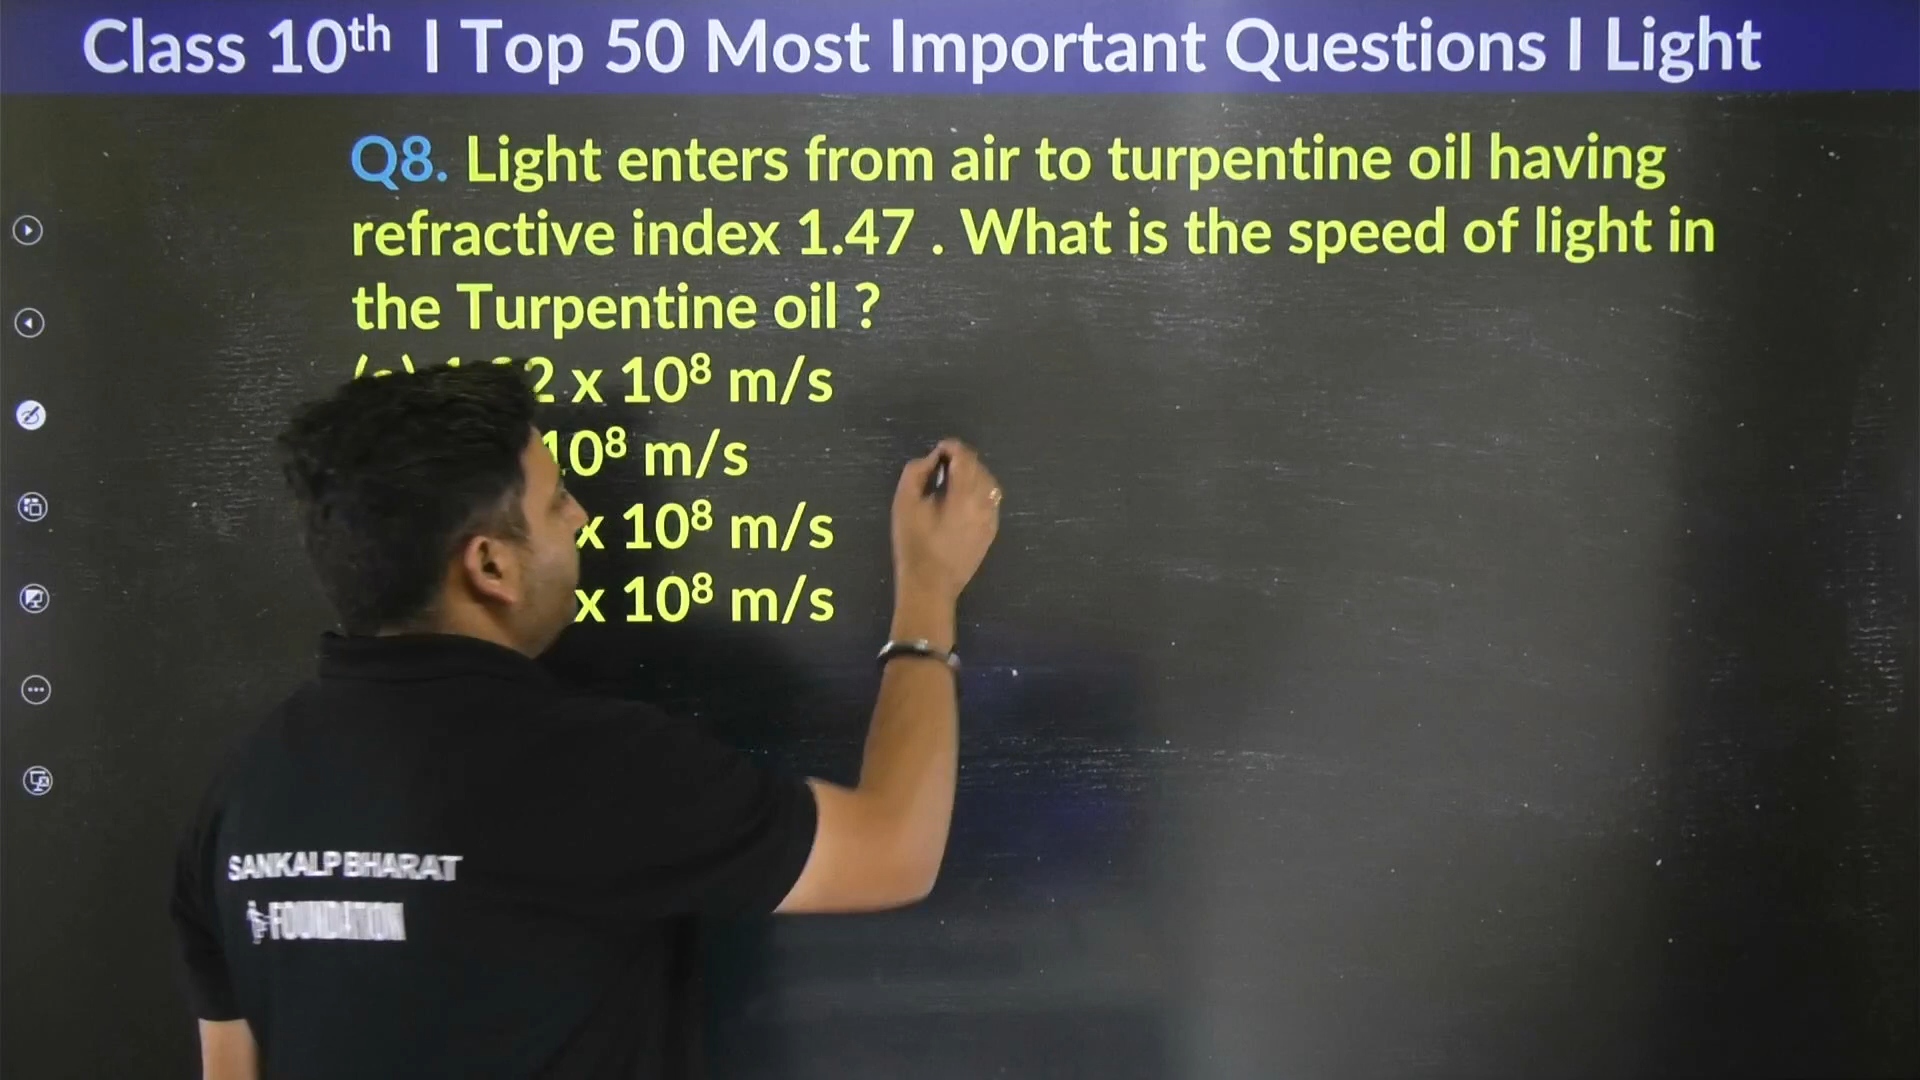 Class 10th I Top 50 Most Important Questions I Light
Q8. Light enters from air to turpentine oil having
refractive index 1.47 . What is the speed of light in
the Turpentine oil ?
2 x 10⁸ m/s
10⁸ m/s
x 10⁸ m/s
x 10⁸ m/s
SANKALP BHARAT
FOUNDATION